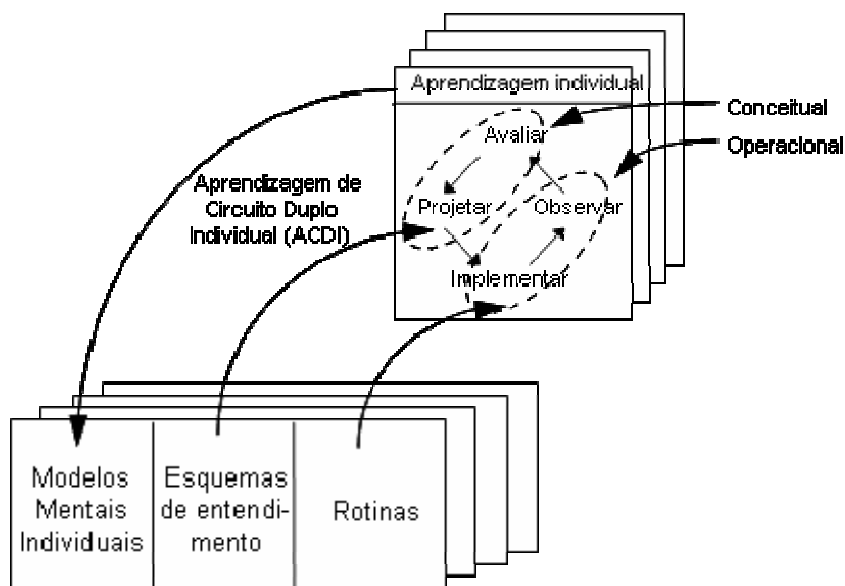 Aprendizagem individual
Conceitual
Avaliar
Operacional
Aprendizagem de
Circuito Duplo
Individual (ACDI)
Projetar
Observar
Implementar
Modelos
Mentais
Individuais
Esquemas
de entendi-
mento
Rotinas